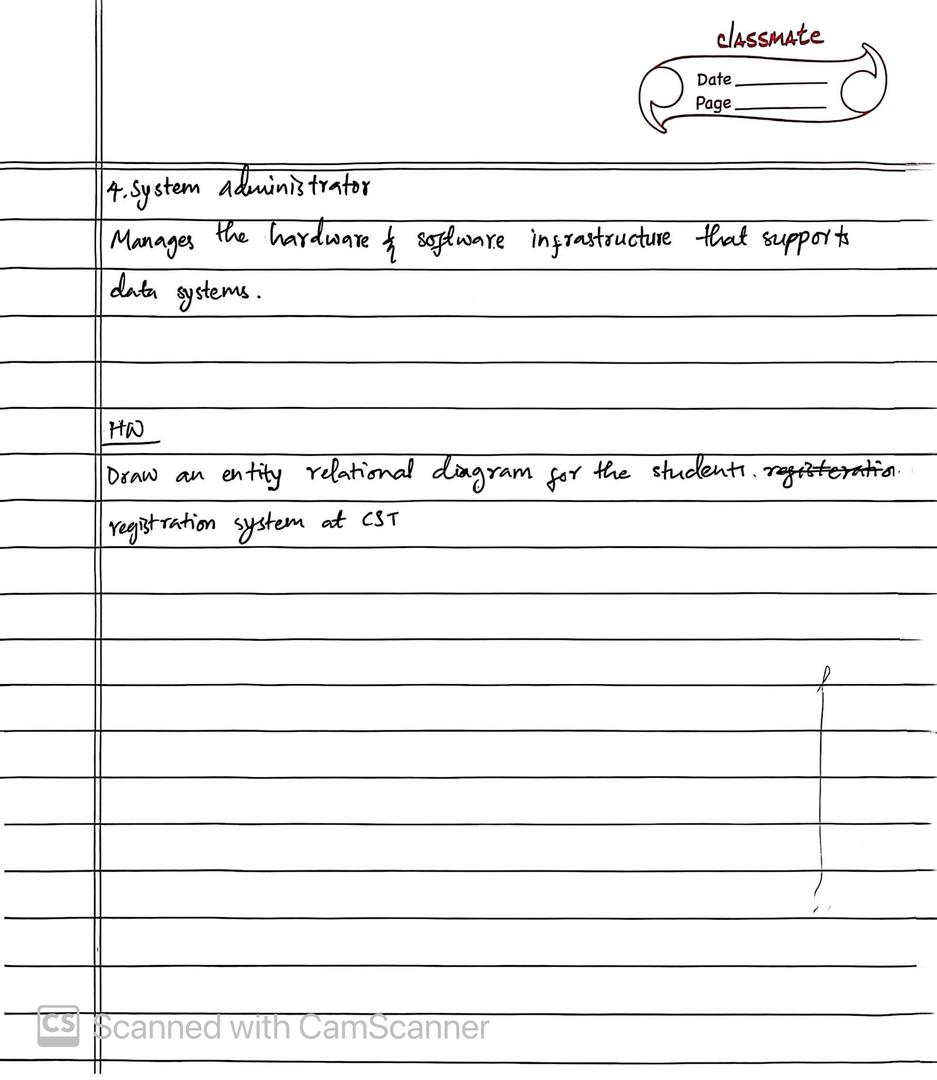 classmate
Date
Page
4. System administrator
Manages the hardware & software infrastructure that supports
data systems.
HW
Draw an entity relational diagram for the students. registeration
registration system at CST
CS Scanned with CamScanner